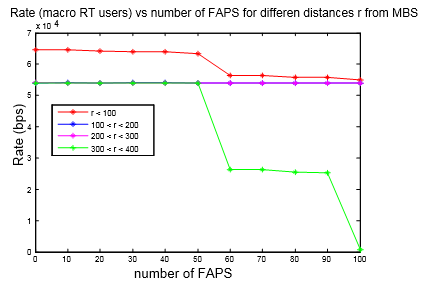 Rate (macro RT users) vs number of FAPS for differen distances r from MBS
x 10 4
7
6
5
4
3
2
1
0
Rate (bps)
r < 100
100 < r < 200
200 < r < 300
300 < r < 400
0 10 20 30 40 50 60 70 80 90 100
number of FAPS